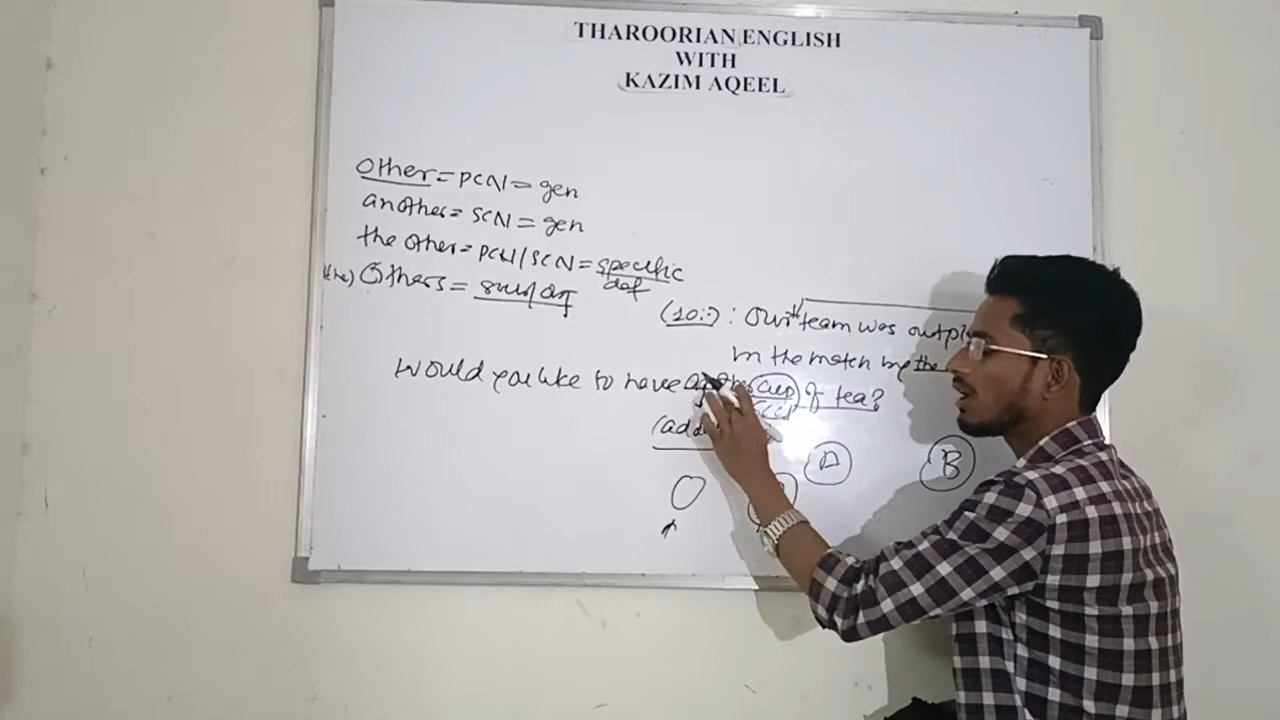 THAROORIAN ENGLISH
WITH
KAZIM AQEEL
Other = PCN = gen
another = SCN = gen
the other = PCN/SCN = specific
def
(the) Others =
(10:-) : Our team was outpl
in the match by the
Would you like to have another cup of tea?
(add
A
B